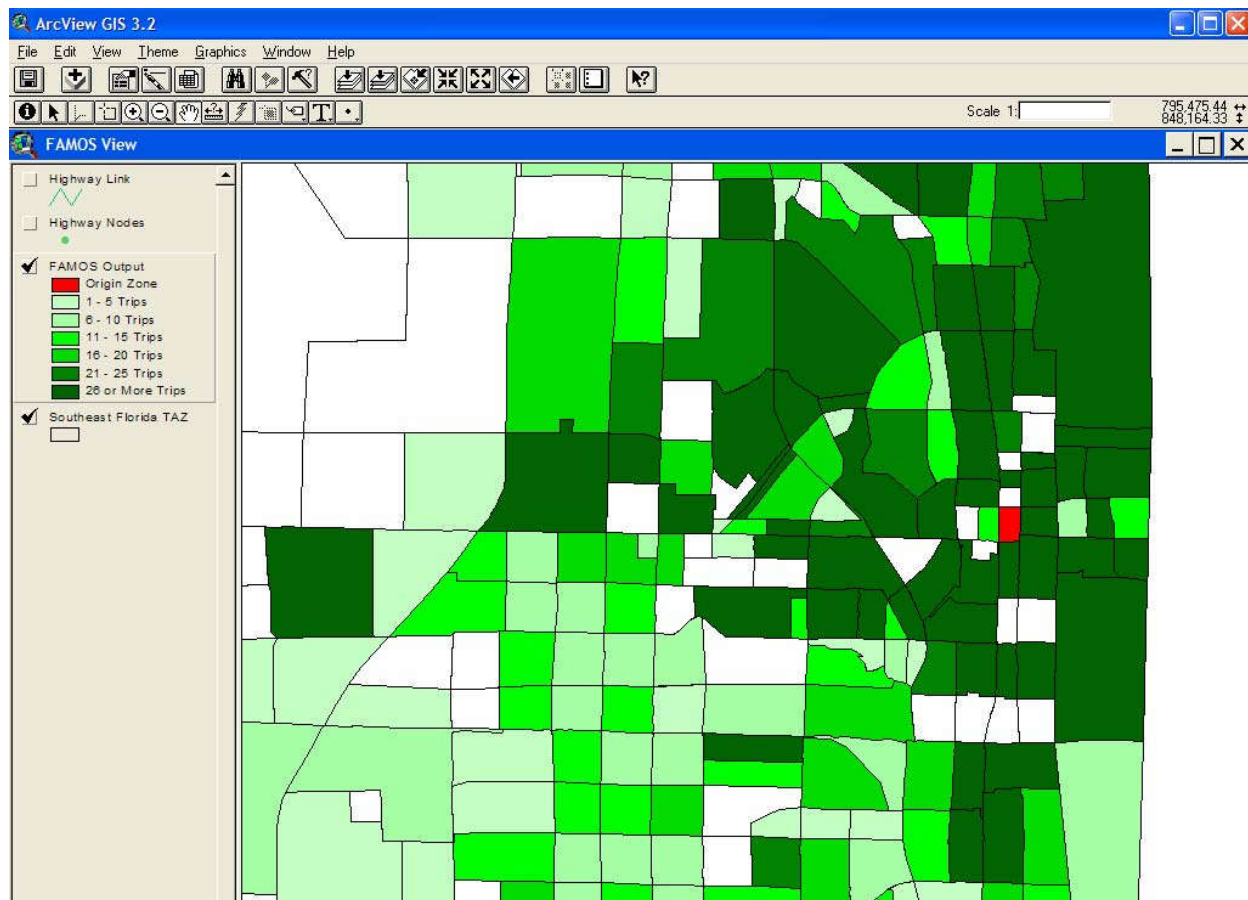 ArcView GIS 3.2
File Edit View Theme Graphics Window Help
Scale 1:
795,475.44
848,164.33
FAMOS View
Highway Link
Highway Nodes
FAMOS Output
Origin Zone
1 - 5 Trips
6 - 10 Trips
11 - 15 Trips
16 - 20 Trips
21 - 25 Trips
26 or More Trips
Southeast Florida TAZ